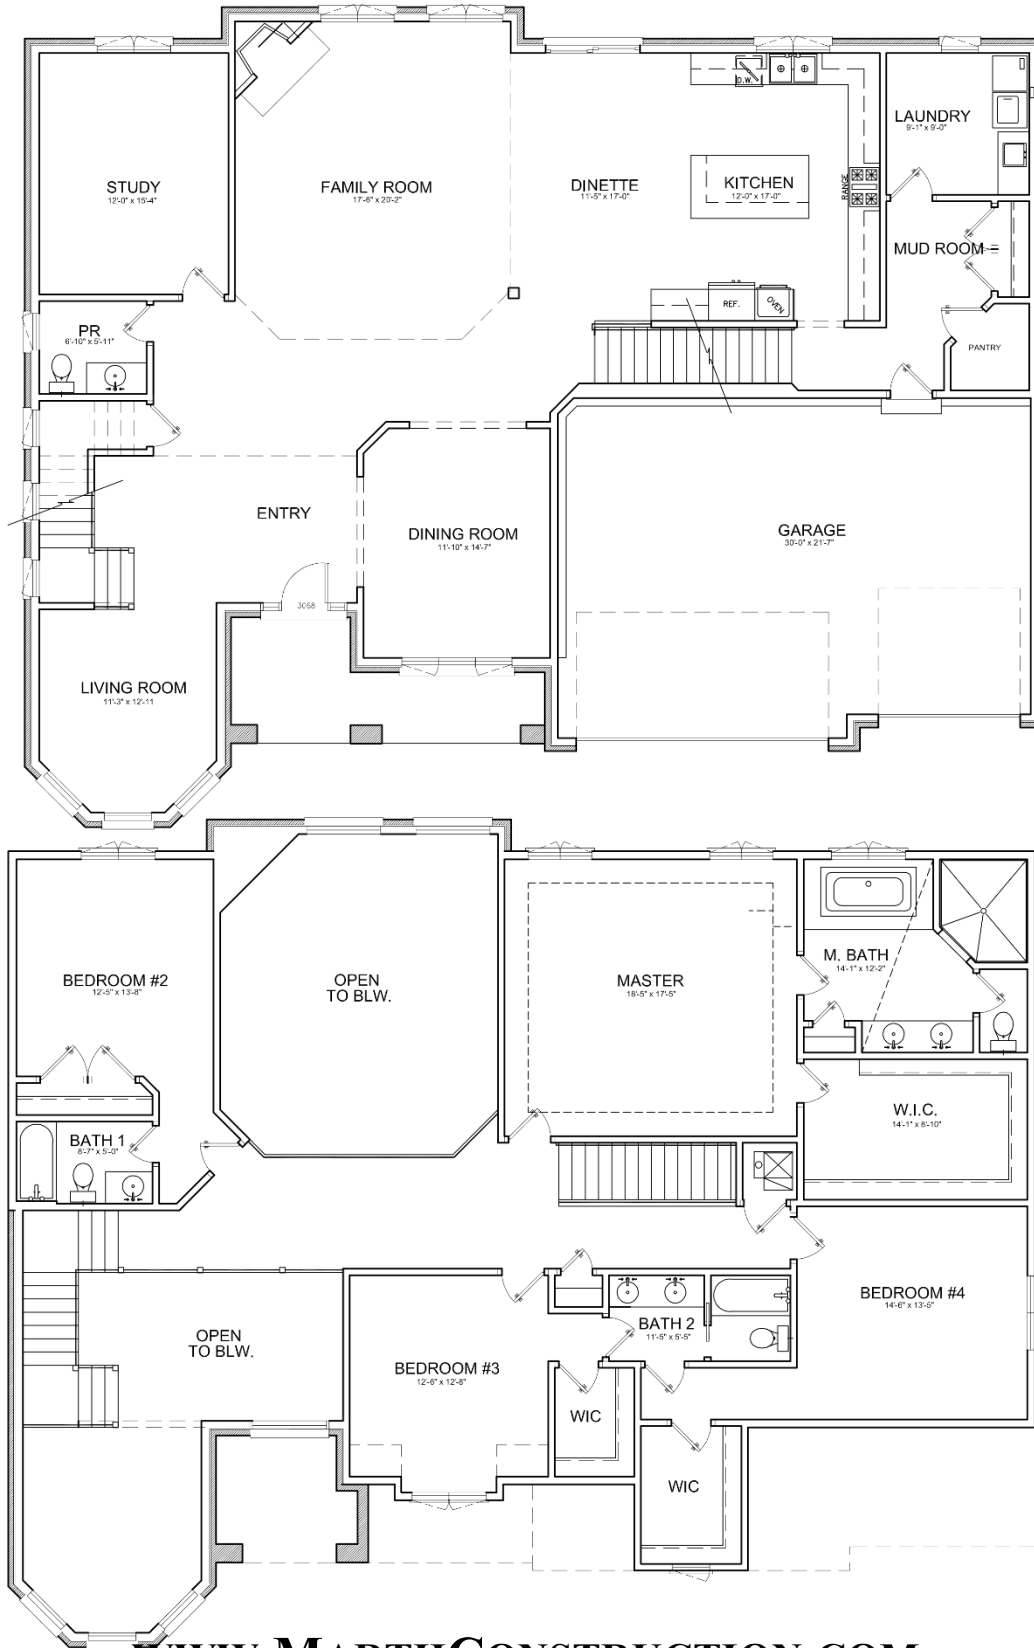 STUDY
12'-0" x 15'-4"
FAMILY ROOM
17'-6" x 20'-2"
DINETTE
11'-5" x 17'-0"
D.W.
KITCHEN
12'-0" x 17'-0"
RANGE
LAUNDRY
9'-1" x 9'-0"
MUD ROOM
REF.
OVEN
PANTRY
PR
6'-10" x 5'-11"
ENTRY
3068
DINING ROOM
11'-10" x 14'-7"
GARAGE
30'-0" x 21'-7"
LIVING ROOM
11'-3" x 12'-11
BEDROOM #2
12'-5" x 13'-8"
OPEN
TO BLW.
MASTER
18'-5" x 17'-5"
M. BATH
14'-1" x 12'-2"
W.I.C.
14'-1" x 8'-10"
BATH 1
8'-7" x 5'-0"
OPEN
TO BLW.
BEDROOM #3
12'-6" x 12'-8"
BATH 2
11'-5" x 5'-5"
BEDROOM #4
14'-6" x 13'-5"
WIC
WIC
WWW.MARTHCONSTRUCTION.COM